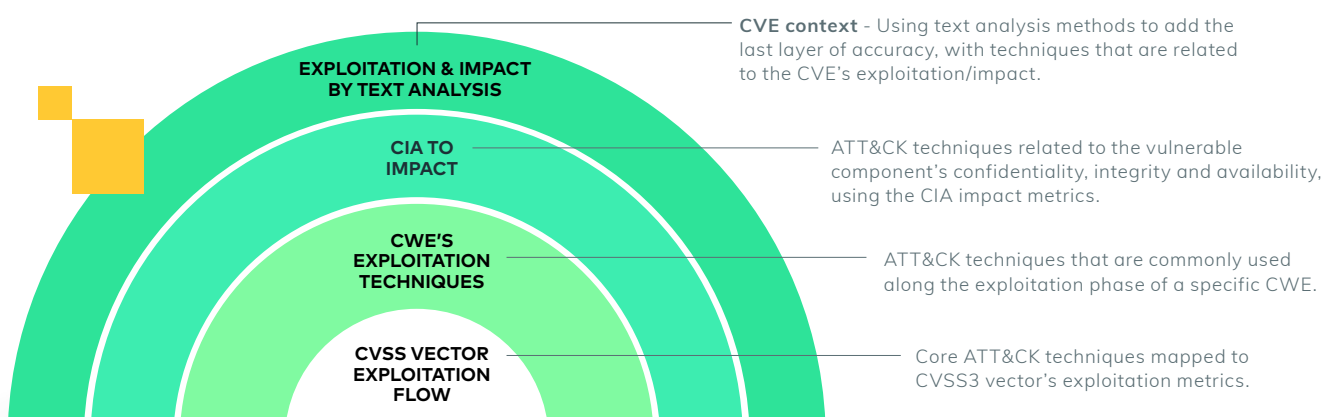 CVE context - Using text analysis methods to add the
last layer of accuracy, with techniques that are related
to the CVE's exploitation/impact.
EXPLOITATION & IMPACT
BY TEXT ANALYSIS
CIA TO
IMPACT
ATT&CK techniques related to the vulnerable
component's confidentiality, integrity and availability,
using the CIA impact metrics.
CWE'S
EXPLOITATION
TECHNIQUES
ATT&CK techniques that are commonly used
along the exploitation phase of a specific CWE.
CVSS VECTOR
EXPLOITATION
FLOW
Core ATT&CK techniques mapped to
CVSS3 vector's exploitation metrics.